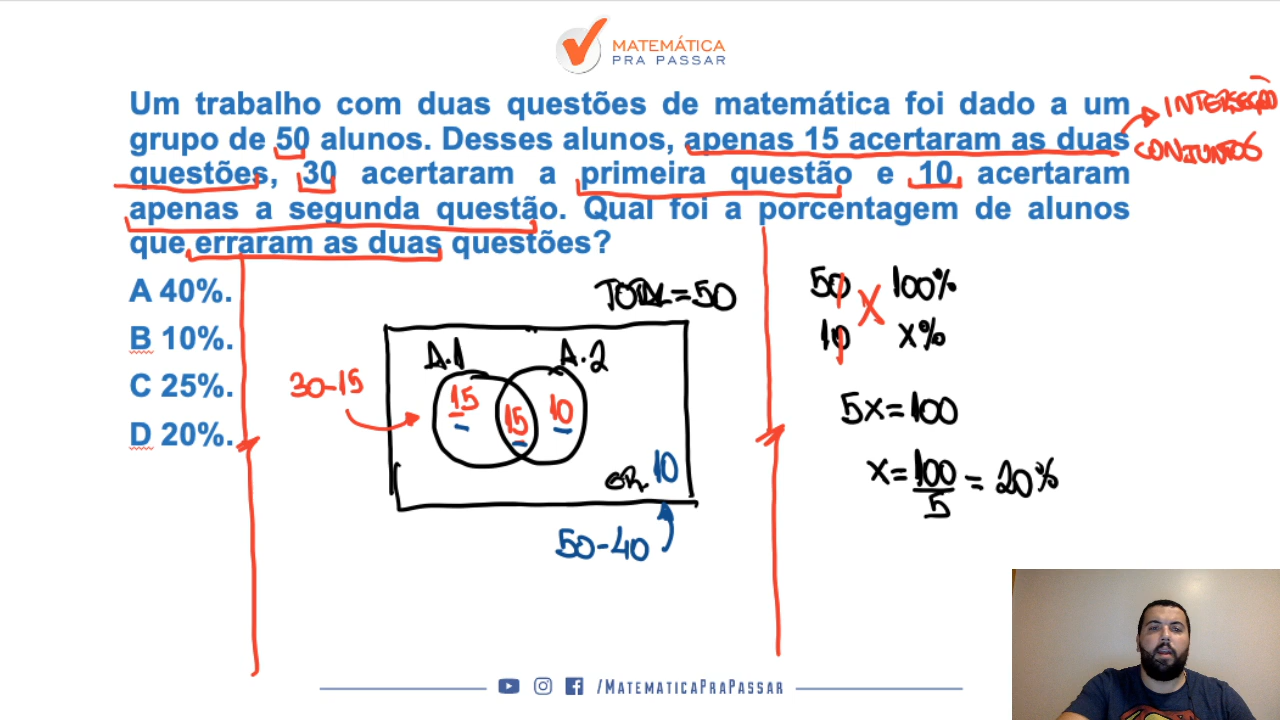 MATEMÁTICA
PRA PASSAR
Um trabalho com duas questões de matemática foi dado a um
grupo de 50 alunos. Desses alunos, apenas 15 acertaram as duas
questões, 30 acertaram a primeira questão e 10 acertaram
apenas a segunda questão. Qual foi a porcentagem de alunos
que erraram as duas questões?
INTERSEÇÃO
CONJUNTOS
A 40%.
B 10%.
C 25%.
D 20%.
TOTAL=50
A.1 A.2
30-15
15 15 10
10
50-40
50 100%
10 X%
5X=100
X=100/5=20%
/MatematicaPraPassar